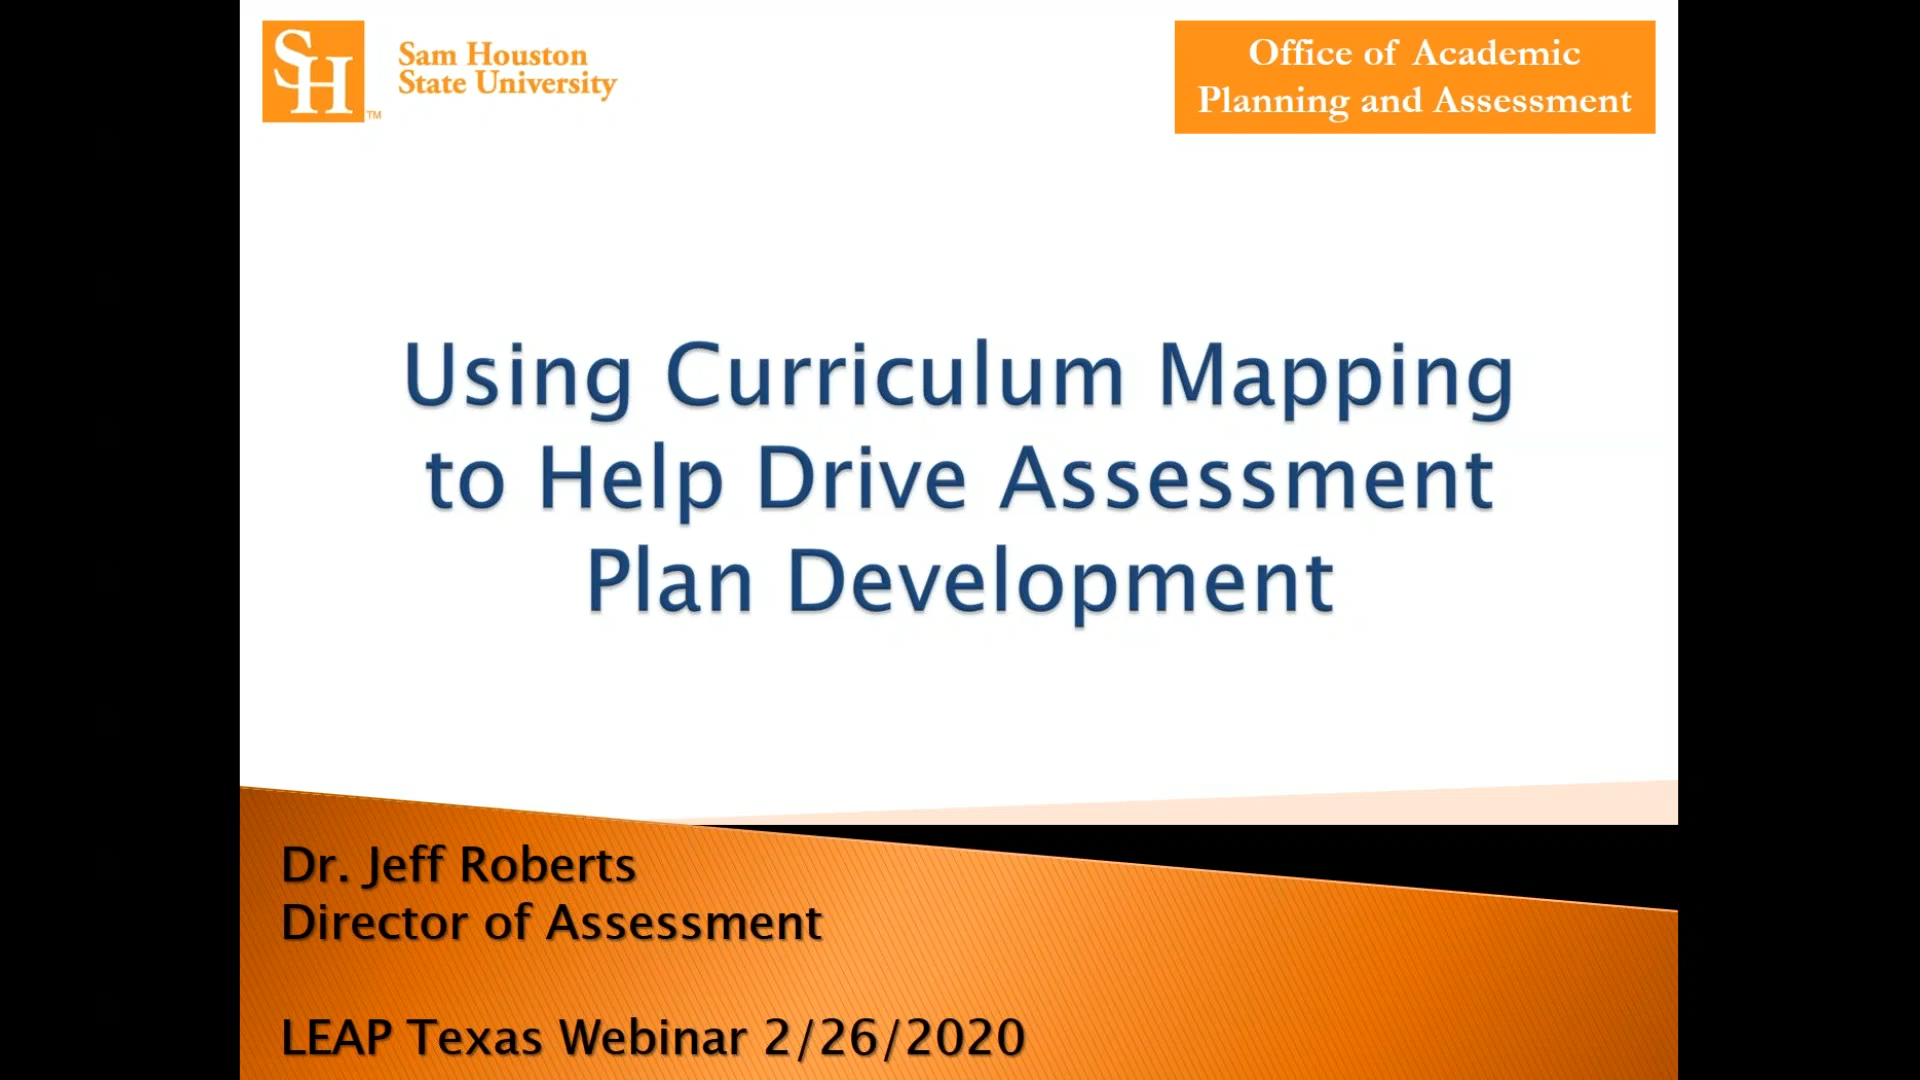 SH™
Sam Houston
State University
Office of Academic
Planning and Assessment
Using Curriculum Mapping
to Help Drive Assessment
Plan Development
Dr. Jeff Roberts
Director of Assessment
LEAP Texas Webinar 2/26/2020